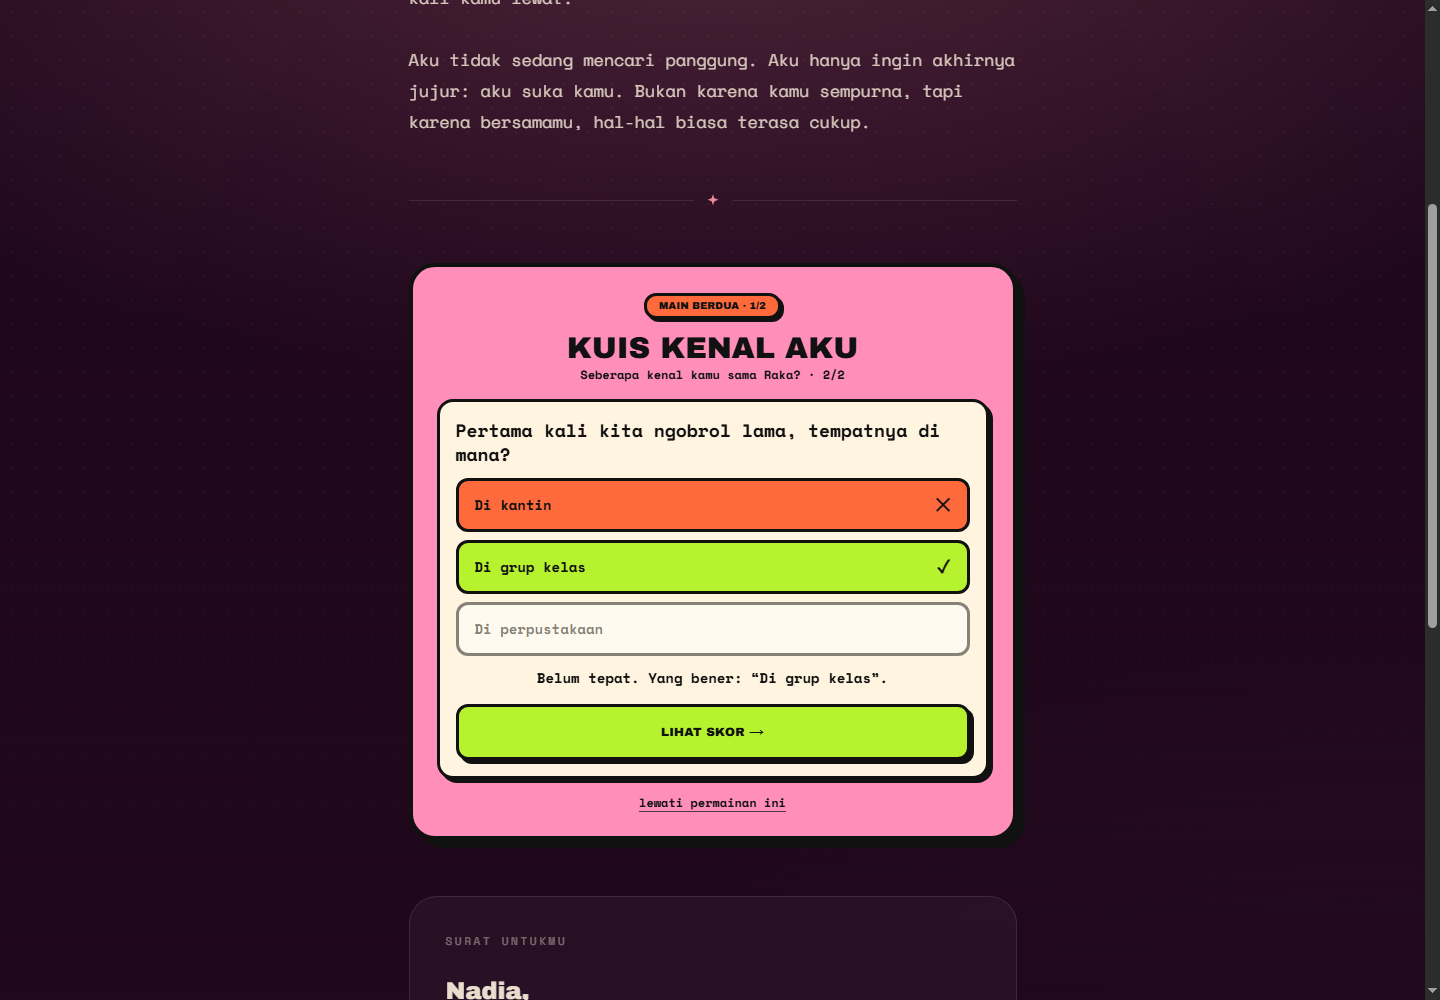 kali kamu lewat.
Aku tidak sedang mencari panggung. Aku hanya ingin akhirnya
jujur: aku suka kamu. Bukan karena kamu sempurna, tapi
karena bersamamu, hal-hal biasa terasa cukup.
MAIN BERDUA · 1/2
KUIS KENAL AKU
Seberapa kenal kamu sama Raka? · 2/2
Pertama kali kita ngobrol lama, tempatnya di
mana?
Di kantin
Di grup kelas
Di perpustakaan
Belum tepat. Yang bener: “Di grup kelas”.
LIHAT SKOR →
lewati permainan ini
SURAT UNTUKMU
Nadia,